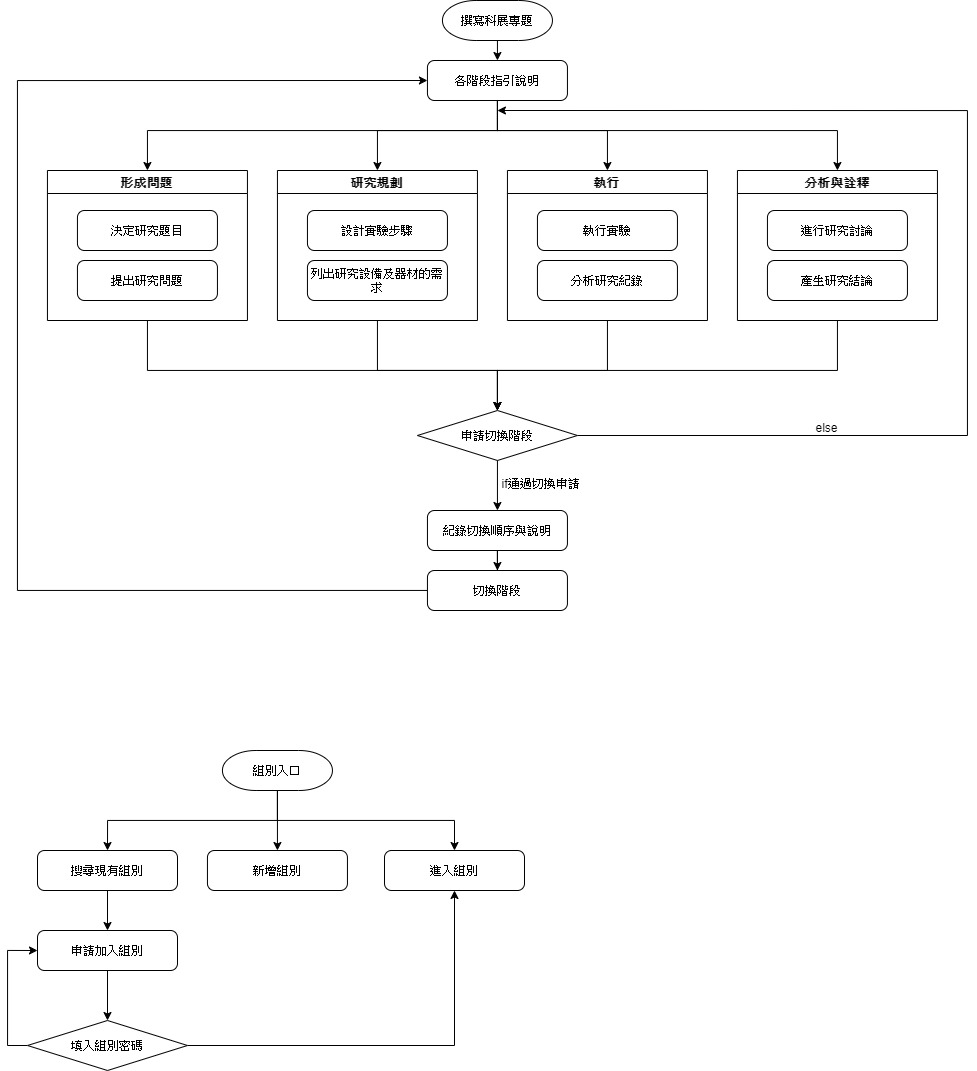 撰寫科展專題
各階段指引說明
形成問題
研究規劃
執行
分析與詮釋
決定研究題目
設計實驗步驟
執行實驗
進行研究討論
提出研究問題
列出研究設備及器材的需
求
分析研究紀錄
產生研究結論
申請切換階段
else
if通過切換申請
紀錄切換順序與說明
切換階段
組別入口
搜尋現有組別
新增組別
進入組別
申請加入組別
填入組別密碼